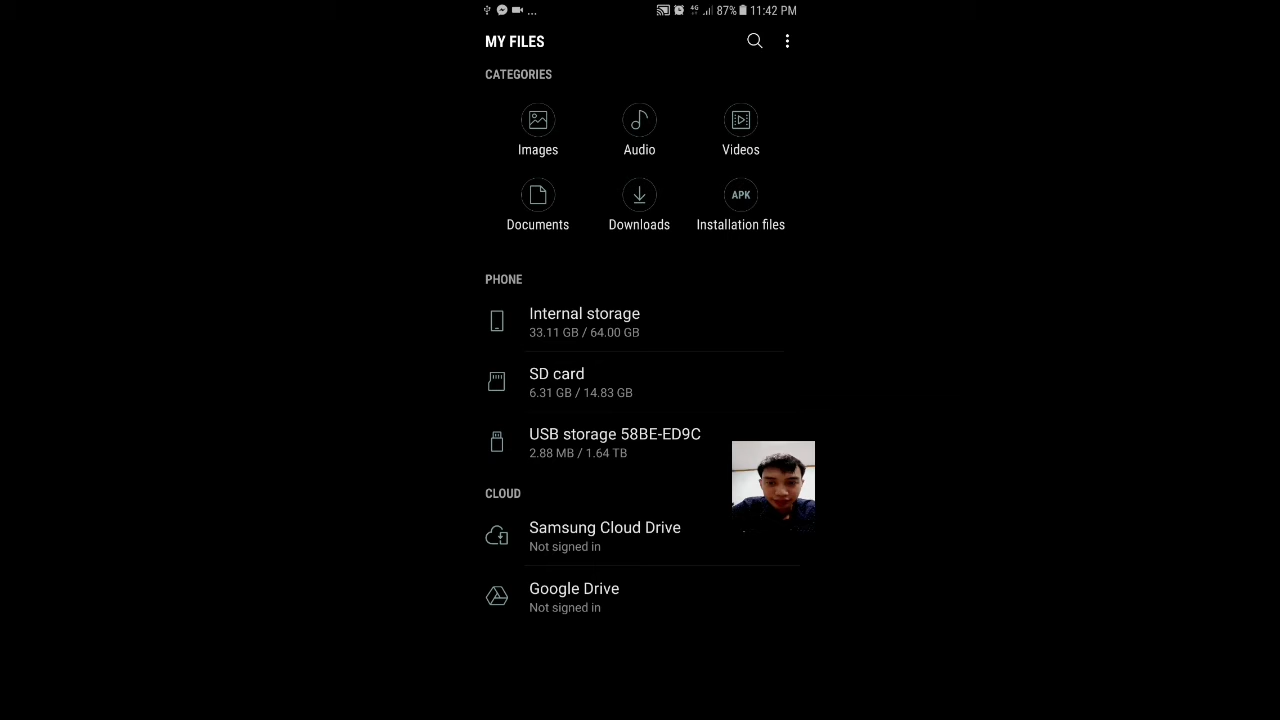 ... 4G 87% 11:42 PM
MY FILES
CATEGORIES
Images Audio Videos
Documents Downloads APK Installation files
PHONE
Internal storage
33.11 GB / 64.00 GB
SD card
6.31 GB / 14.83 GB
USB storage 58BE-ED9C
2.88 MB / 1.64 TB
CLOUD
Samsung Cloud Drive
Not signed in
Google Drive
Not signed in